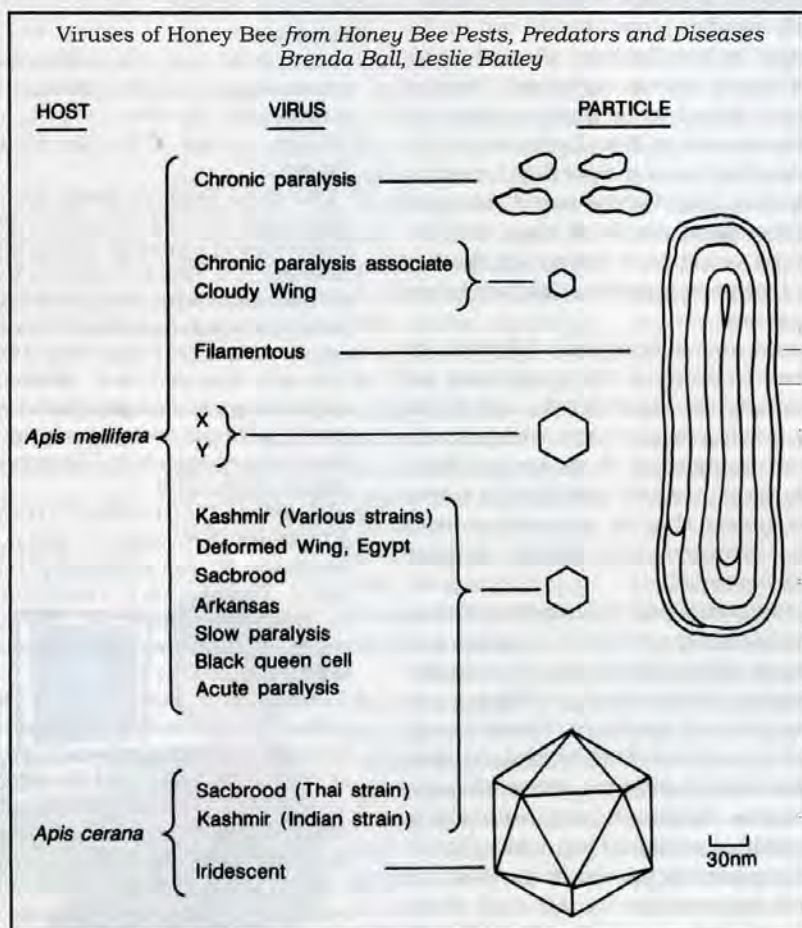 Viruses of Honey Bee from Honey Bee Pests, Predators and Diseases
Brenda Ball, Leslie Bailey
HOST VIRUS PARTICLE
Chronic paralysis
Chronic paralysis associate
Cloudy Wing
Filamentous
Apis mellifera
X
Y
Kashmir (Various strains)
Deformed Wing, Egypt
Sacbrood
Arkansas
Slow paralysis
Black queen cell
Acute paralysis
Apis cerana
Sacbrood (Thai strain)
Kashmir (Indian strain)
Iridescent
30nm